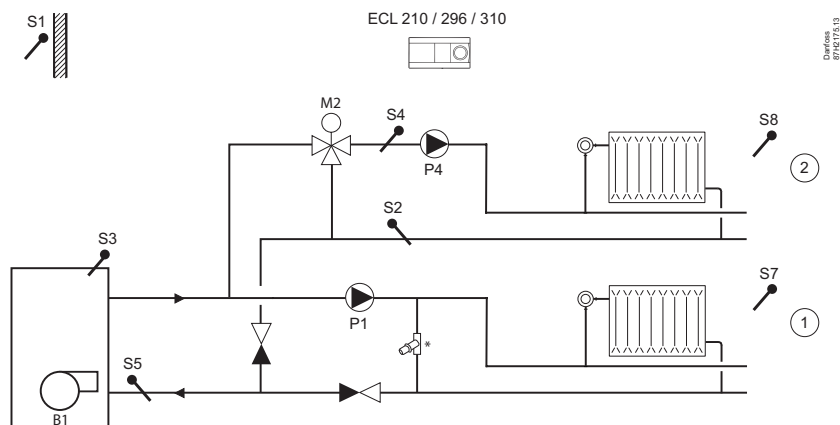 S1
ECL 210 / 296 / 310
Danfoss
87H2175.13
M2
S4
P4
S8
2
S2
S3
P1
*
S7
1
S5
B1